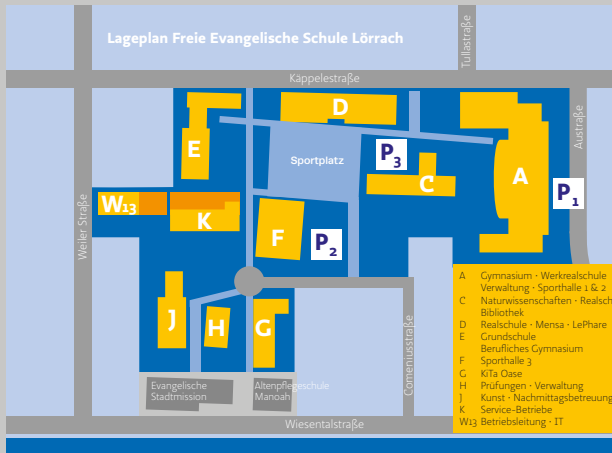 Lageplan Freie Evangelische Schule Lörrach
Tullastraße
Käppelestraße
Austraße
D
E
Sportplatz
P3
C
A
P1
W13
K
F
P2
Weiler Straße
J
H
G
Comeniusstraße
Evangelische
Stadtmission
Altenpflegeschule
Manoah
Wiesentalstraße
A Gymnasium · Werkrealschule
Verwaltung · Sporthalle 1 & 2
C Naturwissenschaften · Realsch
Bibliothek
D Realschule · Mensa · LePhare
E Grundschule
Berufliches Gymnasium
F Sporthalle 3
G KiTa Oase
H Prüfungen · Verwaltung
J Kunst · Nachmittagsbetreuung
K Service-Betriebe
W13 Betriebsleitung · IT